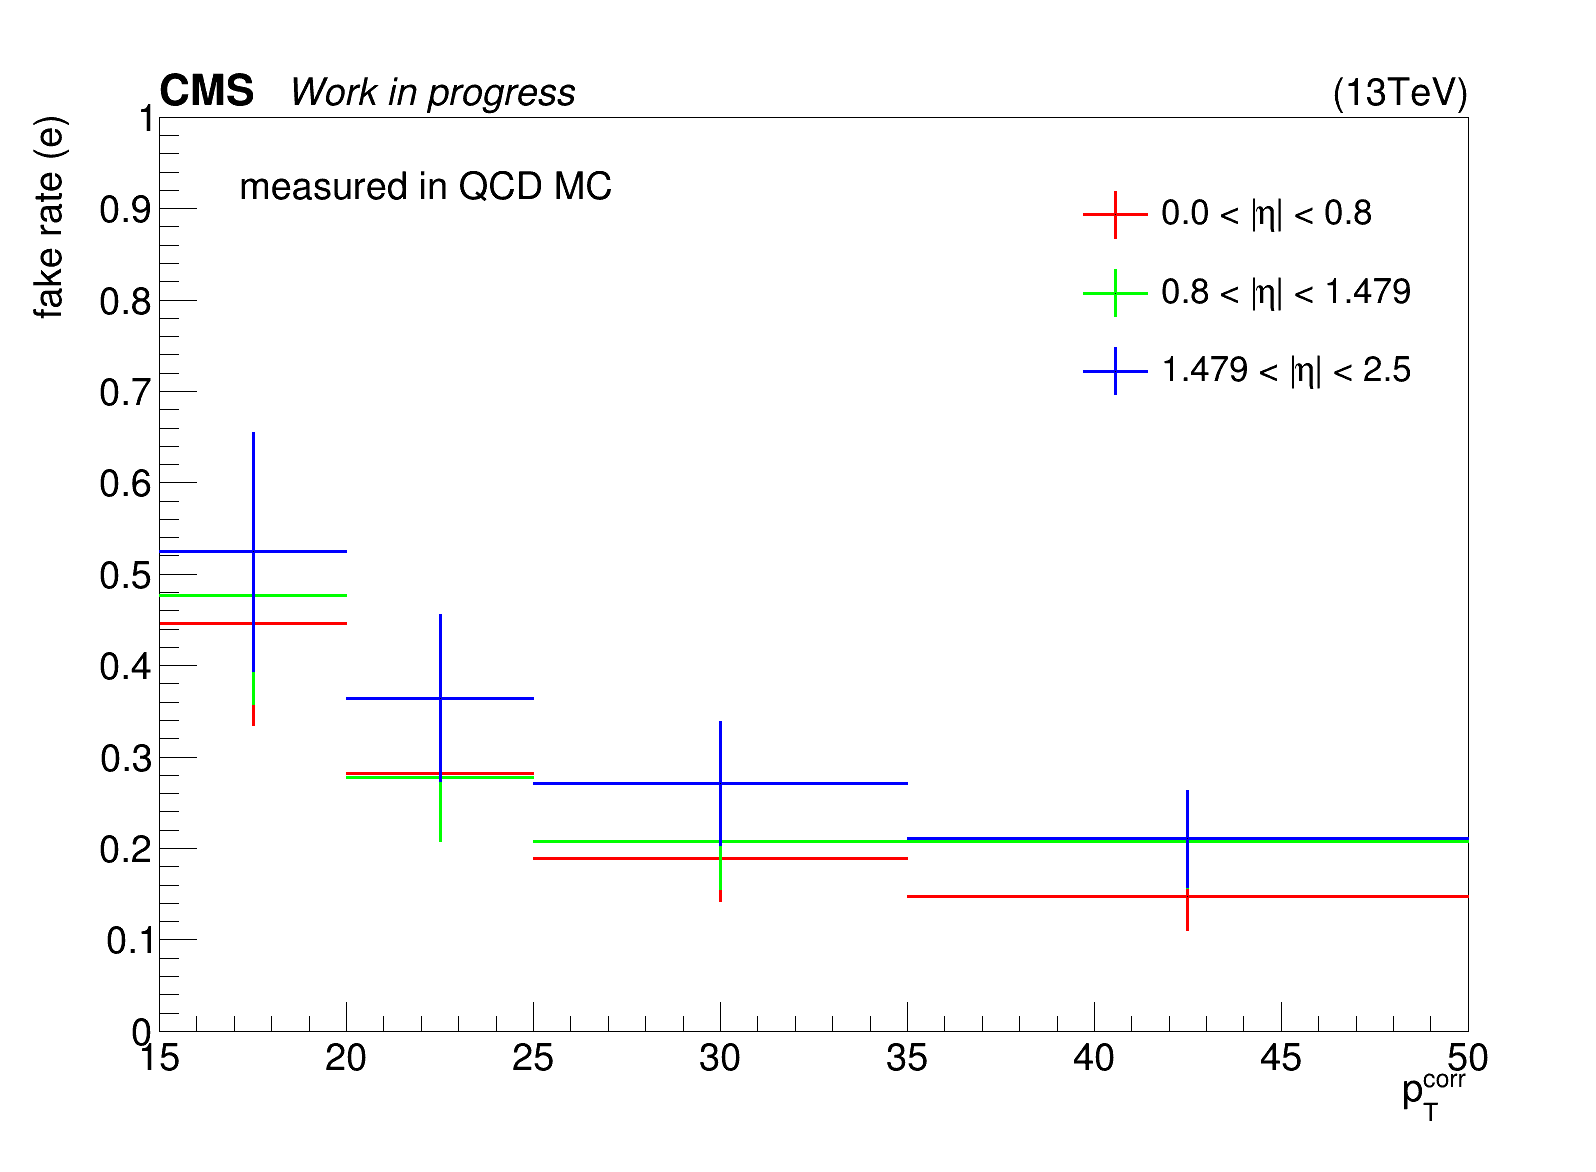 CMS Work in progress (13TeV)
fake rate (e)
measured in QCD MC
0.0 < |η| < 0.8
0.8 < |η| < 1.479
1.479 < |η| < 2.5
1
0.9
0.8
0.7
0.6
0.5
0.4
0.3
0.2
0.1
0
15 20 25 30 35 40 45 50
p_T^corr